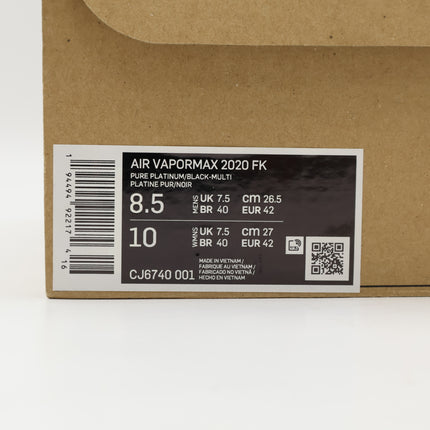 AIR VAPORMAX 2020 FK
PURE PLATINUM/BLACK-MULTI
PLATINE PUR/NOIR
8.5 MENS UK 7.5 cm 26.5
BR 40 EUR 42
10 WMNS UK 7.5 cm 27
BR 40 EUR 42
CJ6740 001
MADE IN VIETNAM /
FABRIQUE AU VIETNAM /
FABRICADO NO VIETNÃ /
HECHO EN VIETNAM
1 94494 92217 4 16